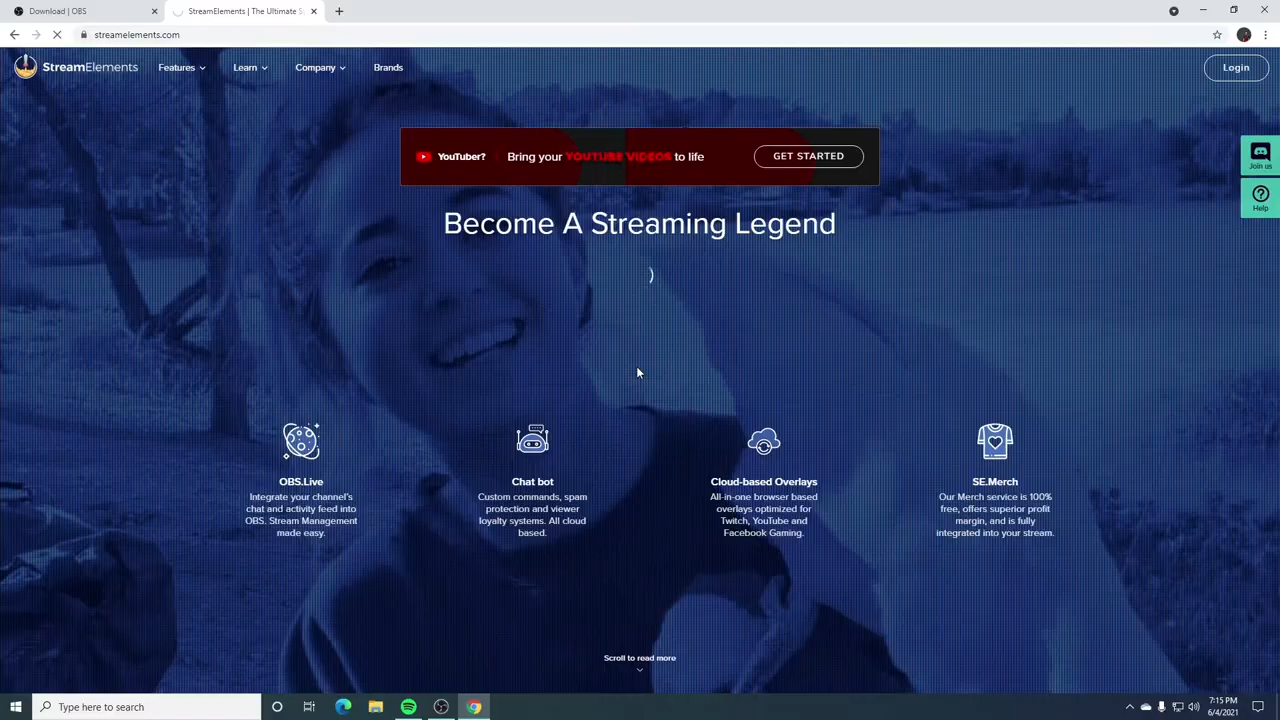 Download | OBS
StreamElements | The Ultimate S
streamelements.com
StreamElements
Features
Learn
Company
Brands
Login
YouTuber?
Bring your YOUTUBE VIDEOS to life
GET STARTED
Join us
Help
Become A Streaming Legend
OBS.Live
Integrate your channel's
chat and activity feed into
OBS. Stream Management
made easy.
Chat bot
Custom commands, spam
protection and viewer
loyalty systems. All cloud
based.
Cloud-based Overlays
All-in-one browser based
overlays optimized for
Twitch, YouTube and
Facebook Gaming.
SE.Merch
Our Merch service is 100%
free, offers superior profit
margin, and is fully
integrated into your stream.
Scroll to read more
Type here to search
7:15 PM
6/4/2021